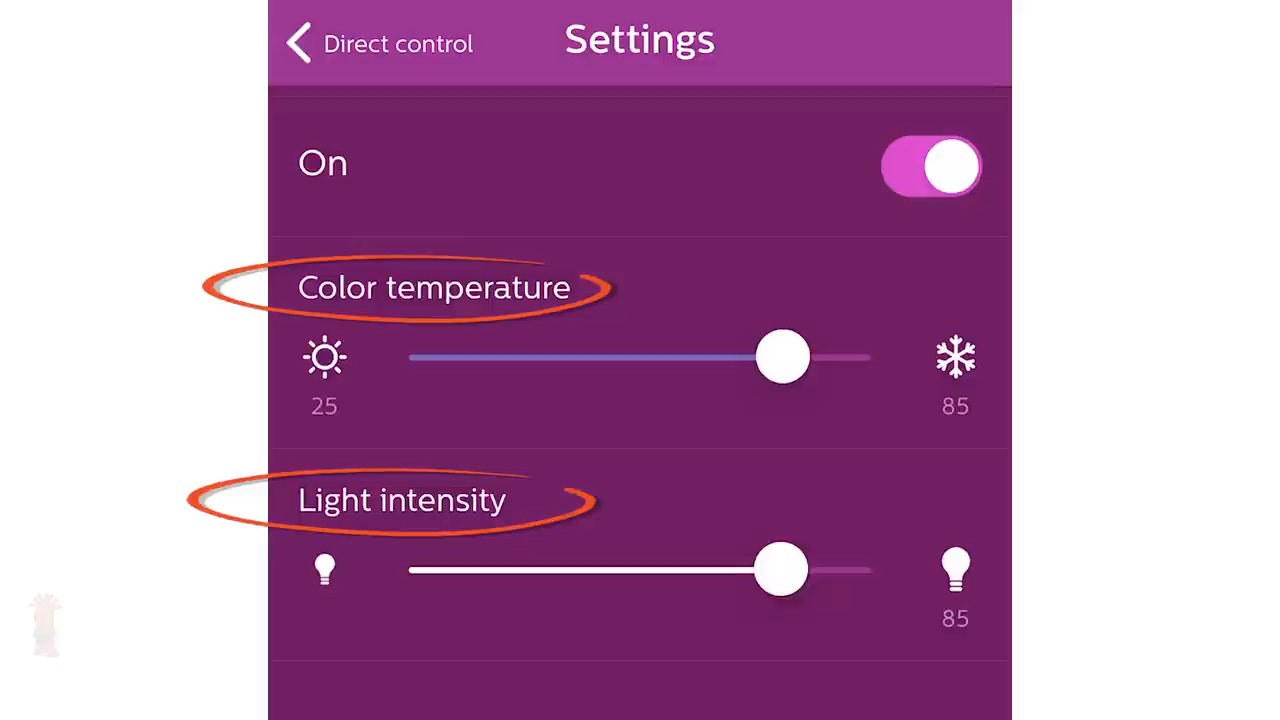 Direct control
Settings
On
Color temperature
25
85
Light intensity
85